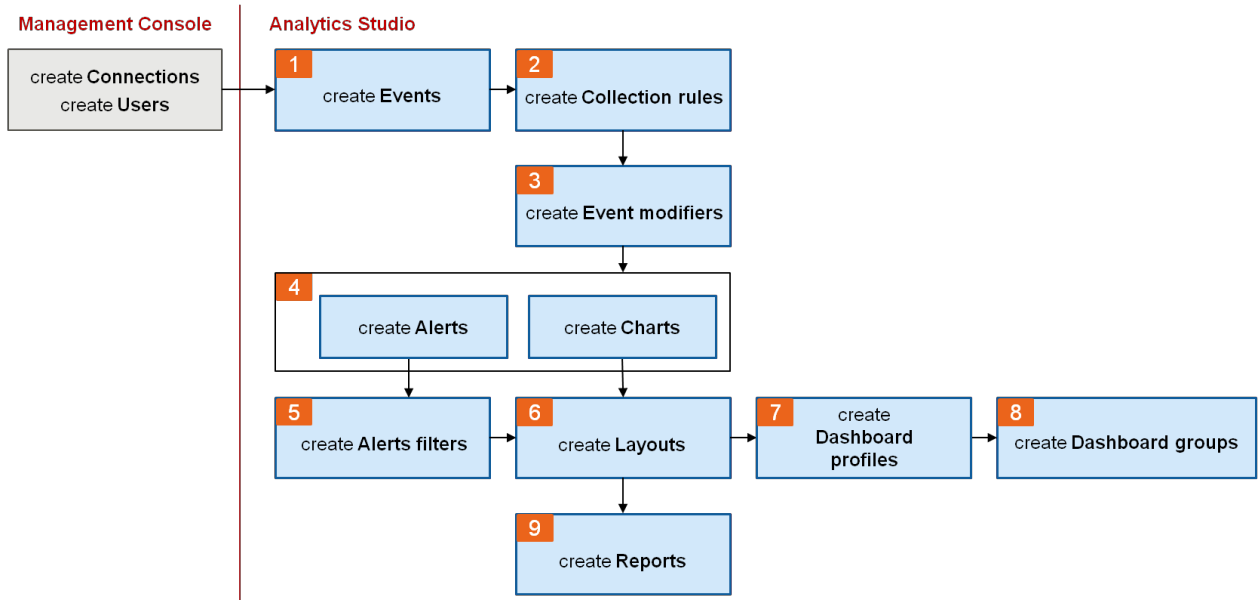 Management Console
Analytics Studio
create Connections
create Users
1
create Events
2
create Collection rules
3
create Event modifiers
4
create Alerts
create Charts
5
create Alerts filters
6
create Layouts
7
create
Dashboard
profiles
8
create Dashboard groups
9
create Reports